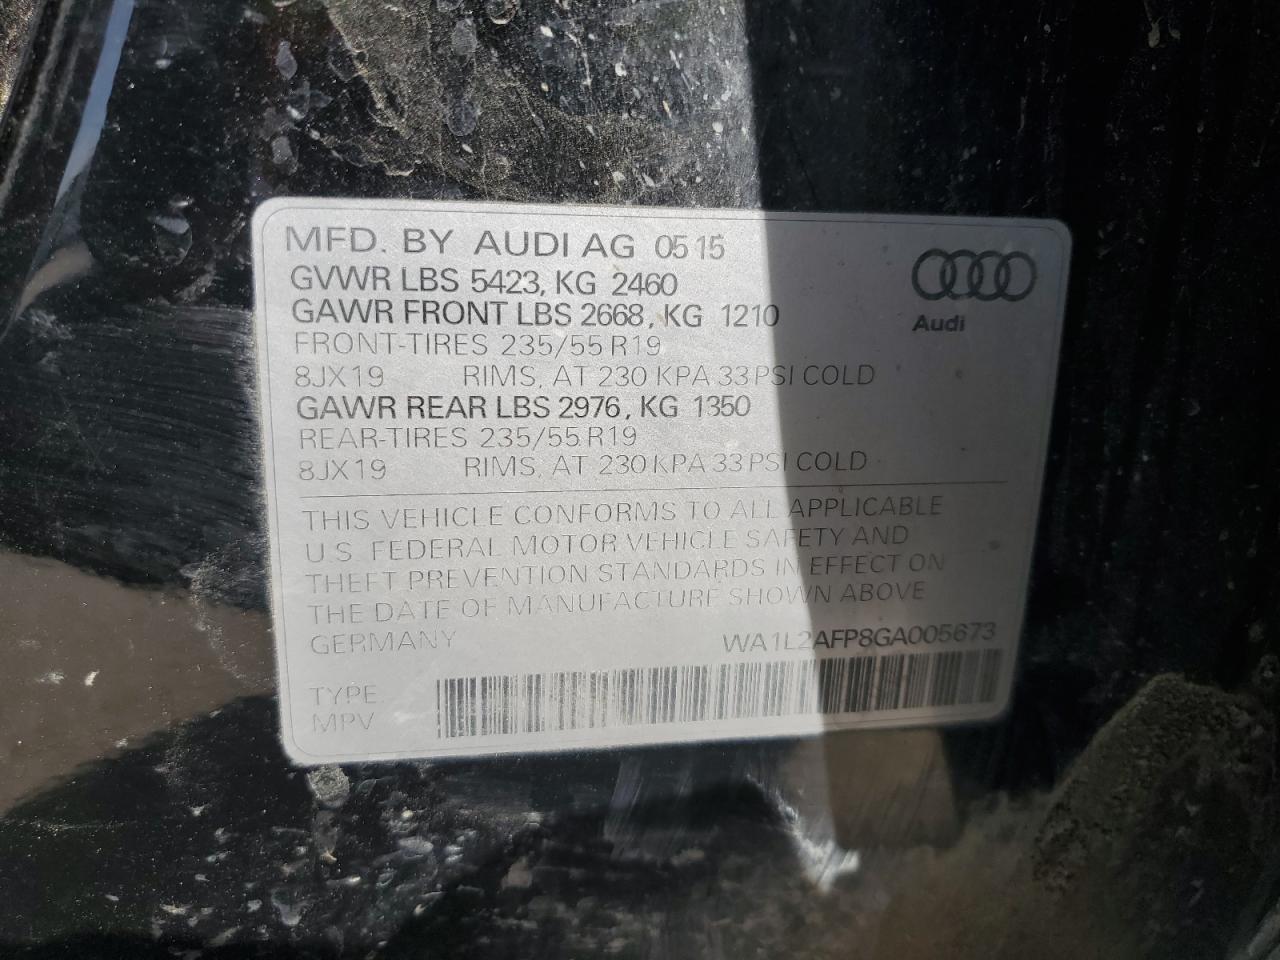 MFD. BY AUDI AG 05 15
GVWR LBS 5423, KG 2460
GAWR FRONT LBS 2668, KG 1210
Audi
FRONT-TIRES 235/55 R19
8JX19 RIMS, AT 230 KPA 33 PSI COLD
GAWR REAR LBS 2976, KG 1350
REAR-TIRES 235/55 R19
8JX19 RIMS, AT 230 KPA 33 PSI COLD
THIS VEHICLE CONFORMS TO ALL APPLICABLE
U.S. FEDERAL MOTOR VEHICLE SAFETY AND
THEFT PREVENTION STANDARDS IN EFFECT ON
THE DATE OF MANUFACTURE SHOWN ABOVE
GERMANY WA1L2AFP8GA005673
TYPE
MPV